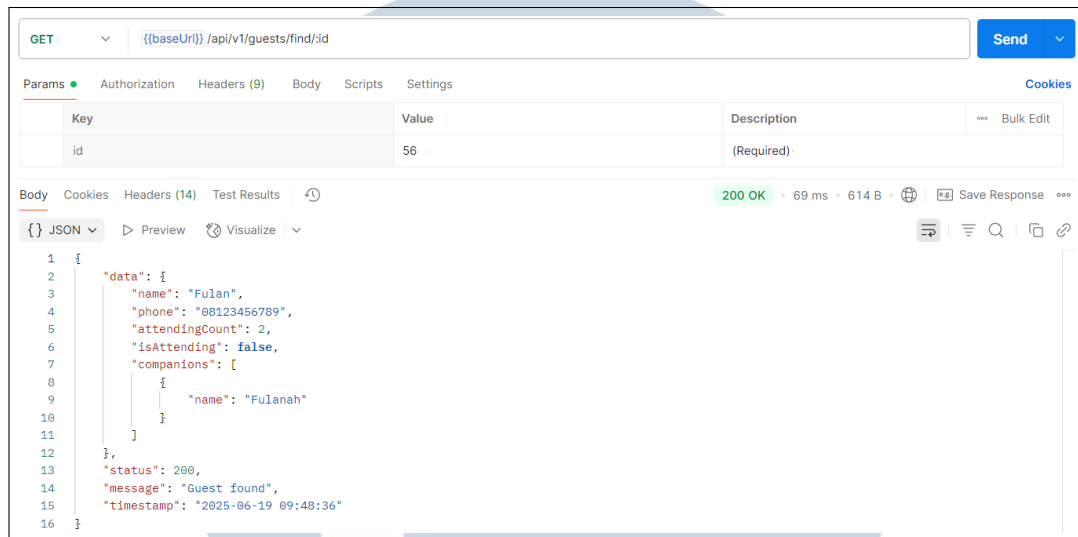 GET {{baseUrl}} /api/v1/guests/find/:id Send
Params Authorization Headers (9) Body Scripts Settings Cookies
Key Value Description Bulk Edit
id 56 (Required)
Body Cookies Headers (14) Test Results 200 OK 69 ms 614 B e.g. Save Response
{} JSON Preview Visualize
1 {
2 "data": {
3 "name": "Fulan",
4 "phone": "08123456789",
5 "attendingCount": 2,
6 "isAttending": false,
7 "companions": [
8 {
9 "name": "Fulanah"
10 }
11 ]
12 },
13 "status": 200,
14 "message": "Guest found",
15 "timestamp": "2025-06-19 09:48:36"
16 }